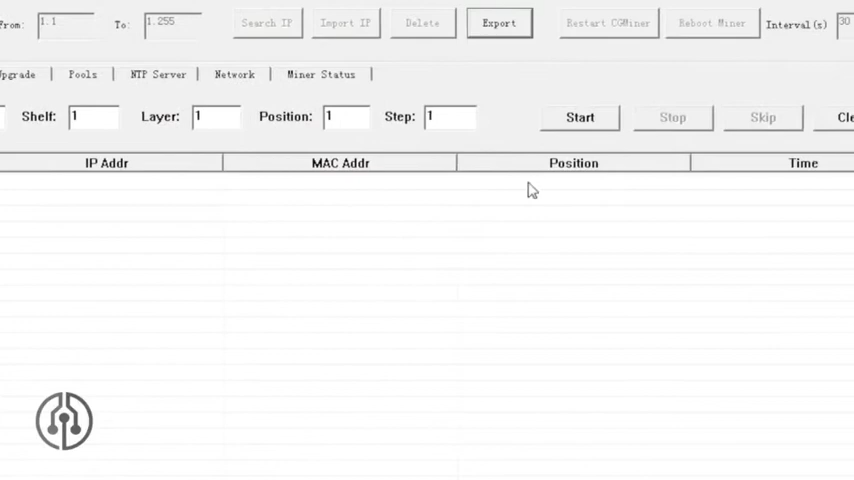 From: 1.1 To: 1.255 Search IP Import IP Delete Export Restart CGMiner Reboot Miner Interval(s) 30
Upgrade Pools NTP Server Network Miner Status
Shelf: 1 Layer: 1 Position: 1 Step: 1 Start Stop Skip Cle
IP Addr MAC Addr Position Time